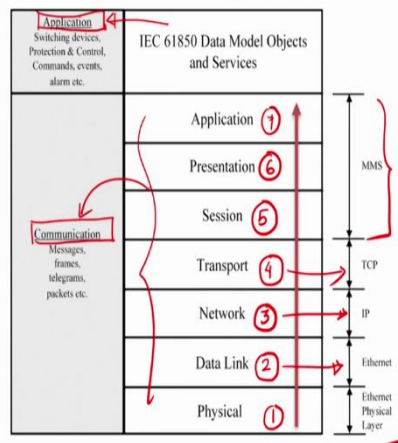 Application
Switching devices,
Protection & Control,
Commands, events,
alarm etc.
IEC 61850 Data Model Objects
and Services
Application 7
Presentation 6
Session 5
MMS
Communication
Messages,
frames,
telegrams,
packets etc.
Transport 4
TCP
Network 3
IP
Data Link 2
Ethernet
Physical 1
Ethernet
Physical
Layer